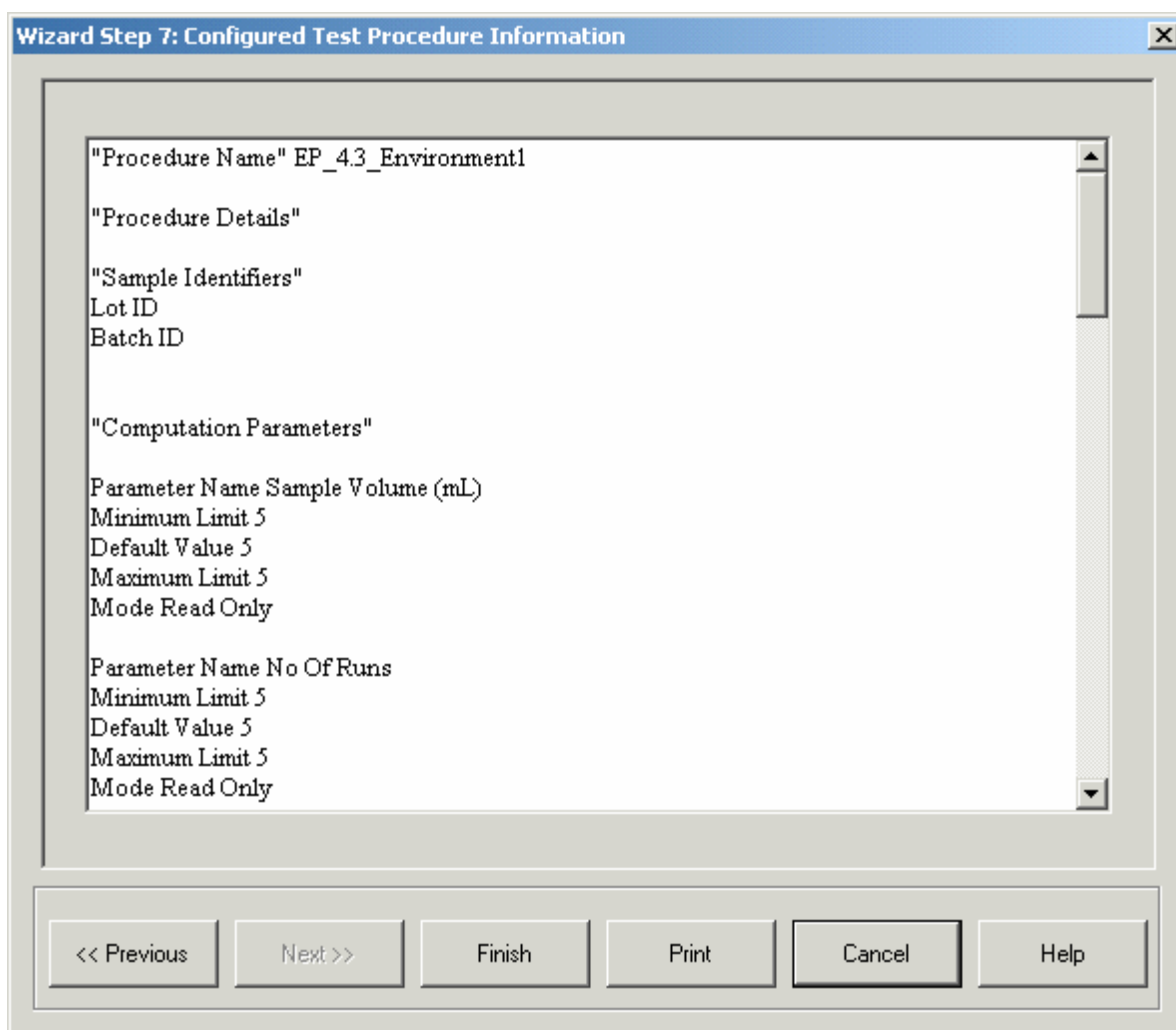 Wizard Step 7: Configured Test Procedure Information
"Procedure Name" EP_4.3_Environment1
"Procedure Details"
"Sample Identifiers"
Lot ID
Batch ID
"Computation Parameters"
Parameter Name Sample Volume (mL)
Minimum Limit 5
Default Value 5
Maximum Limit 5
Mode Read Only
Parameter Name No Of Runs
Minimum Limit 5
Default Value 5
Maximum Limit 5
Mode Read Only
<< Previous Next >> Finish Print Cancel Help